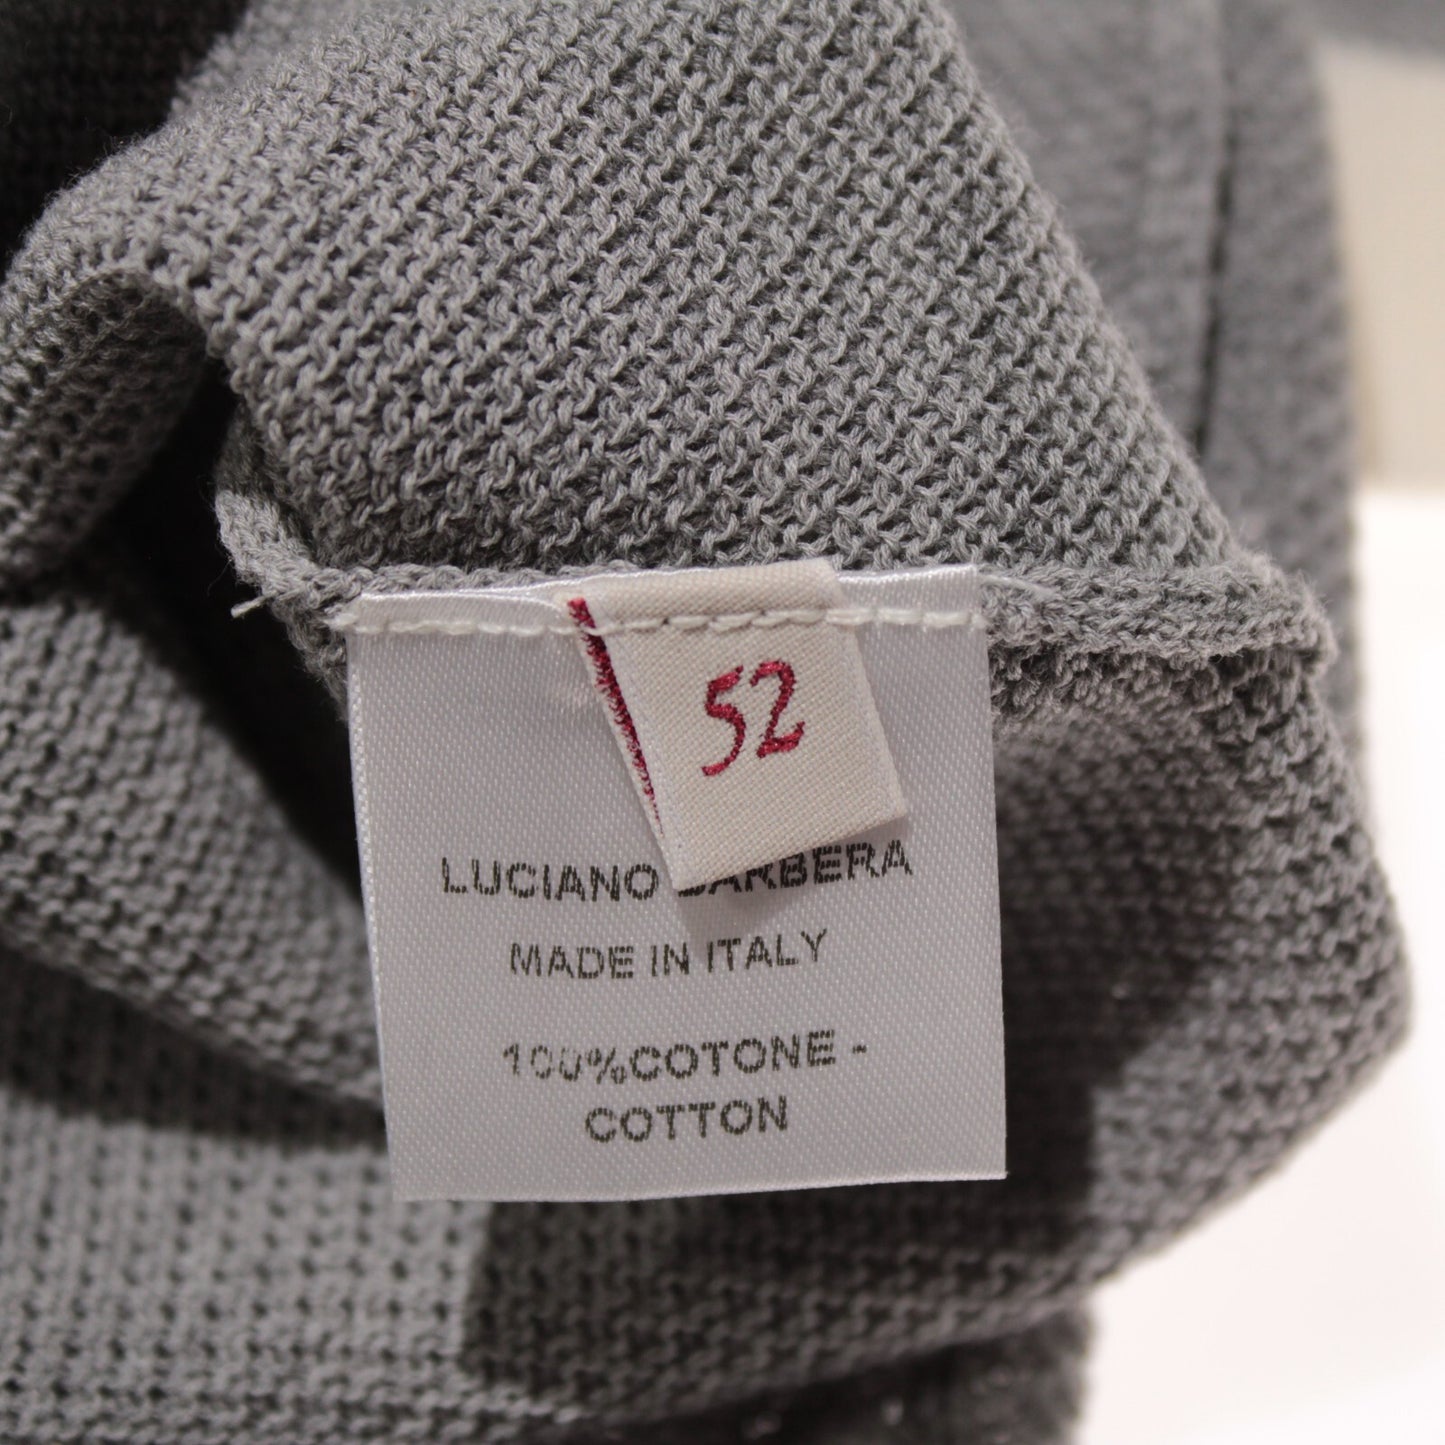 52
LUCIANO BARBERA
MADE IN ITALY
100%COTONE -
COTTON